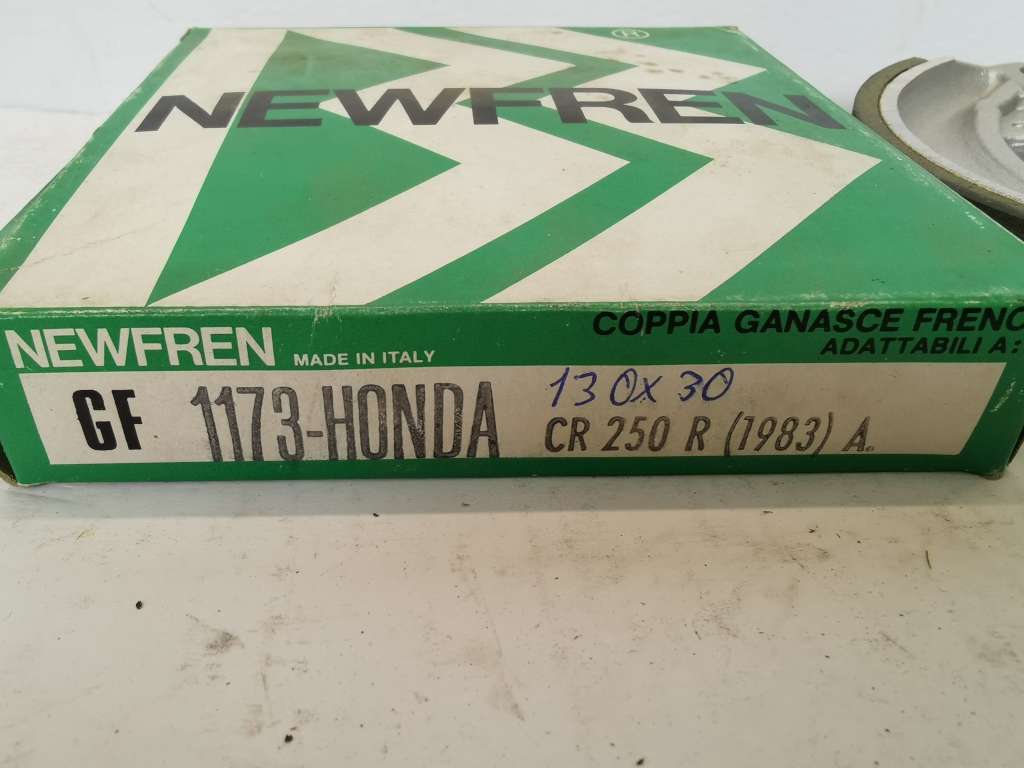 ®
NEWFREN
NEWFREN MADE IN ITALY
COPPIA GANASCE FRENO
ADATTABILI A:
GF 1173-HONDA
130x30
CR 250 R (1983) A.